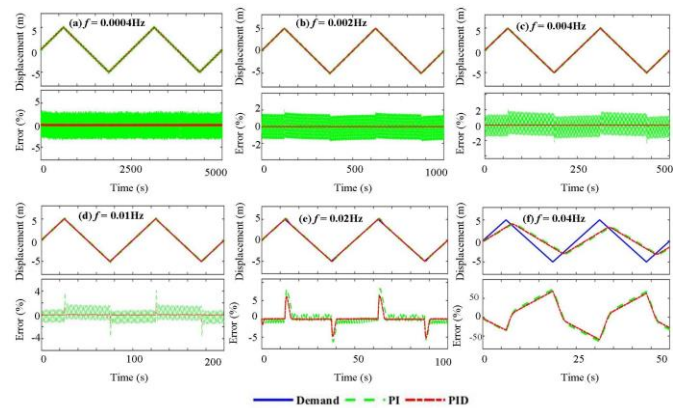 (a) f = 0.0004Hz
Displacement (m)
5
0
-5
Error (%)
5
0
-5
0 2500 5000
Time (s)
(b) f = 0.002Hz
Displacement (m)
5
0
-5
Error (%)
2
0
-2
0 500 1000
Time (s)
(c) f = 0.004Hz
Displacement (m)
5
0
-5
Error (%)
2
0
-2
0 250 500
Time (s)
(d) f = 0.01Hz
Displacement (m)
5
0
-5
Error (%)
4
0
-4
0 100 200
Time (s)
(e) f = 0.02Hz
Displacement (m)
5
0
-5
Error (%)
5
0
-5
0 50 100
Time (s)
(f) f = 0.04Hz
Displacement (m)
5
0
-5
Error (%)
50
0
-50
0 25 50
Time (s)
Demand PI PID